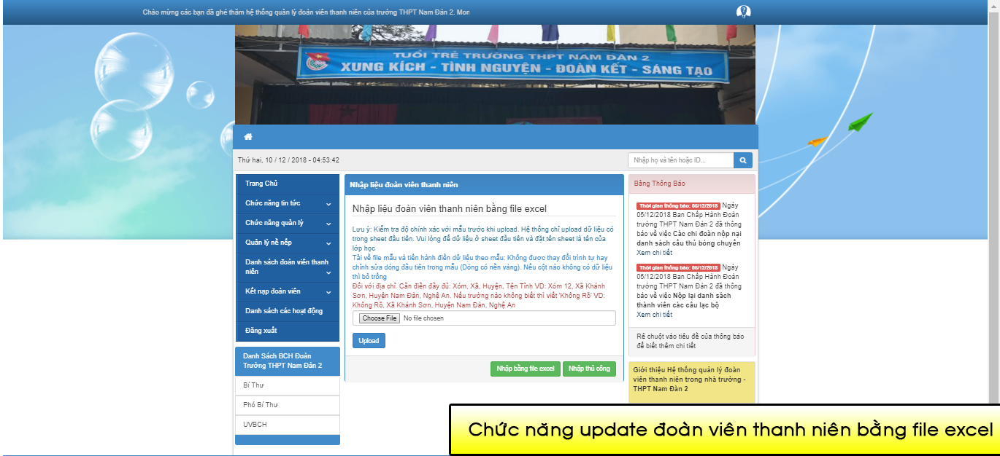 Chào mừng các bạn đã ghé thăm hệ thống quản lý đoàn viên thanh niên của trường THPT Nam Đàn 2. Mon
TUỔI TRẺ TRƯỜNG THPT NAM ĐÀN 2
XUNG KÍCH - TÌNH NGUYỆN - ĐOÀN KẾT - SÁNG TẠO
Thứ hai, 10 / 12 / 2018 - 04:53:42
Nhập họ và tên hoặc ID...
Trang Chủ
Chức năng tin tức
Chức năng quản lý
Quản lý nề nếp
Danh sách đoàn viên thanh
niên
Kết nạp đoàn viên
Danh sách các hoạt động
Đăng xuất
Danh Sách BCH Đoàn
Trường THPT Nam Đàn 2
Bí Thư
Phó Bí Thư
UVBCH
Nhập liệu đoàn viên thanh niên
Nhập liệu đoàn viên thanh niên bằng file excel
Lưu ý: Kiểm tra độ chính xác với mẫu trước khi upload. Hệ thống chỉ upload dữ liệu có
trong sheet đầu tiên. Vui lòng để dữ liệu ở sheet đầu tiên và đặt tên sheet là tên của
lớp học
Tải về file mẫu và tiến hành điền dữ liệu theo mẫu: Không được thay đổi trình tự hay
chỉnh sửa dòng đầu tiên trong mẫu (Dòng có nền vàng). Nếu cột nào không có dữ liệu
thì bỏ trống
Đối với địa chỉ. Cần điền đầy đủ: Xóm, Xã, Huyện, Tên Tỉnh VD: Xóm 12, Xã Khánh
Sơn, Huyện Nam Đàn, Nghệ An. Nếu trường nào không biết thì viết 'Không Rõ' VD:
Không Rõ, Xã Khánh Sơn, Huyện Nam Đàn, Nghệ An
Choose File No file chosen
Upload
Nhập bằng file excel Nhập thủ công
Bảng Thông Báo
Thời gian thông báo: 05/12/2018 Ngày
05/12/2018 Ban Chấp Hành Đoàn
trường THPT Nam Đàn 2 đã thông
báo về việc Các chi đoàn nộp nại
danh sách cầu thủ bóng chuyền
Xem chi tiết
Thời gian thông báo: 05/12/2018 Ngày
05/12/2018 Ban Chấp Hành Đoàn
trường THPT Nam Đàn 2 đã thông
báo về việc Nộp lại danh sách
thành viên các câu lạc bộ
Xem chi tiết
Rê chuột vào tiêu đề của thông báo
để biết thêm chi tiết
Giới thiệu Hệ thống quản lý đoàn
viên thanh niên trong nhà trường -
THPT Nam Đàn 2
Chức năng update đoàn viên thanh niên bằng file excel